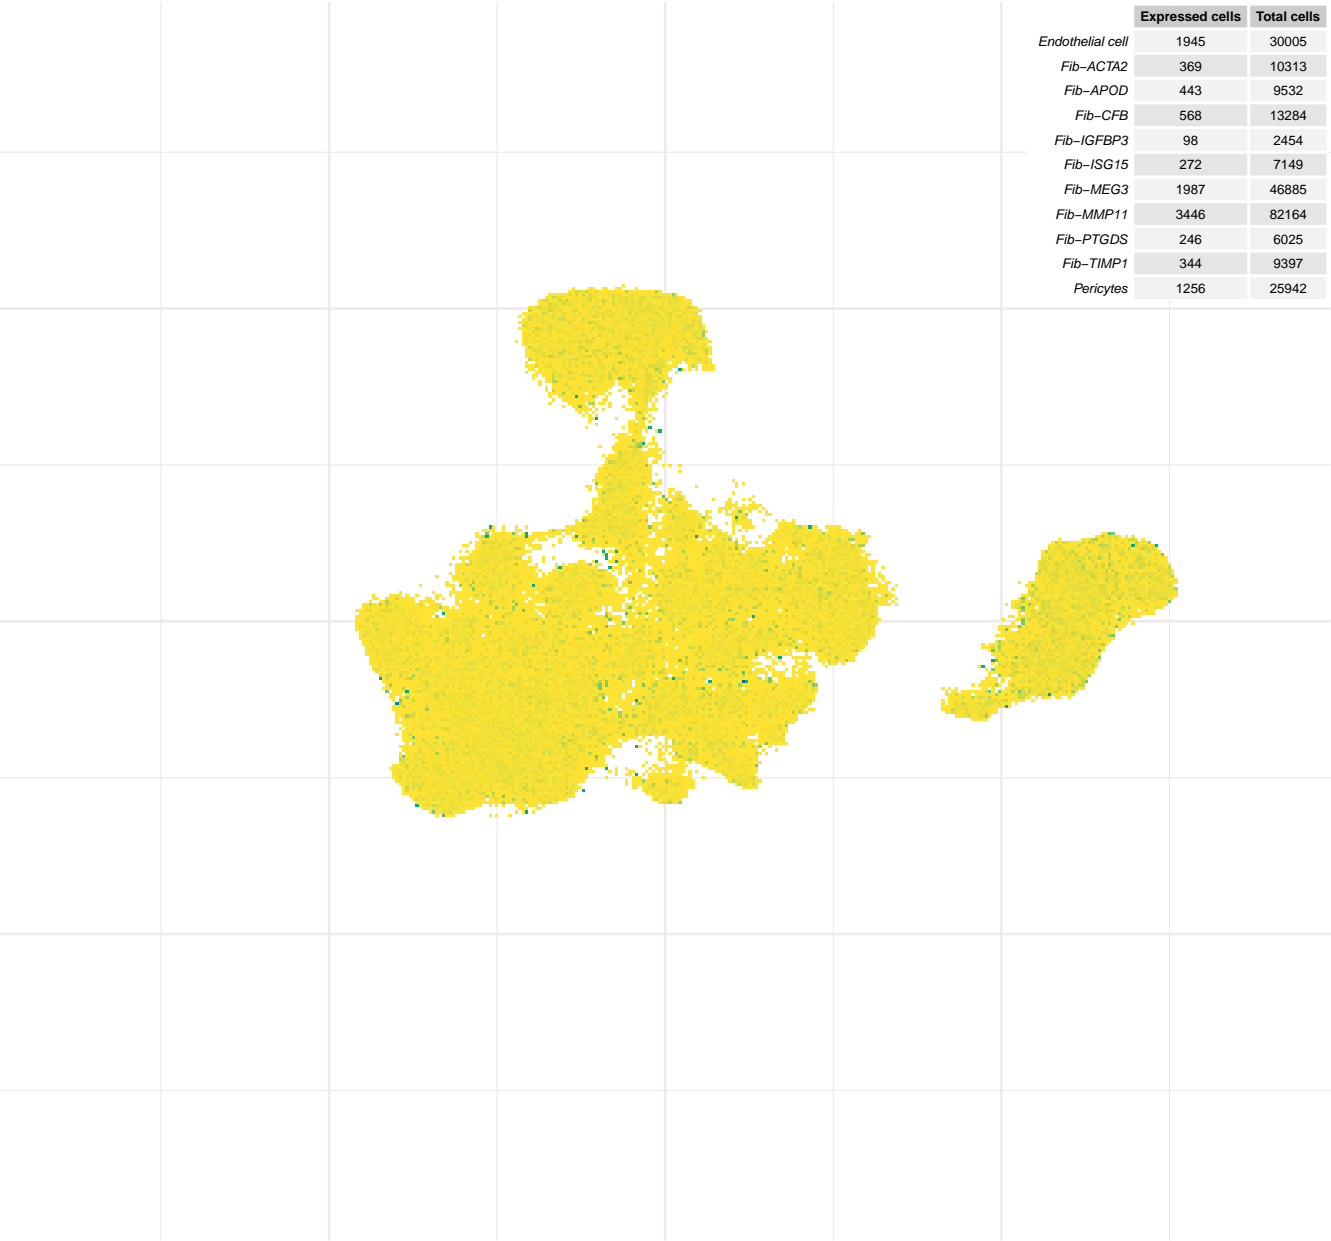 Expressed cells Total cells
Endothelial cell 1945 30005
Fib−ACTA2 369 10313
Fib−APOD 443 9532
Fib−CFB 568 13284
Fib−IGFBP3 98 2454
Fib−ISG15 272 7149
Fib−MEG3 1987 46885
Fib−MMP11 3446 82164
Fib−PTGDS 246 6025
Fib−TIMP1 344 9397
Pericytes 1256 25942